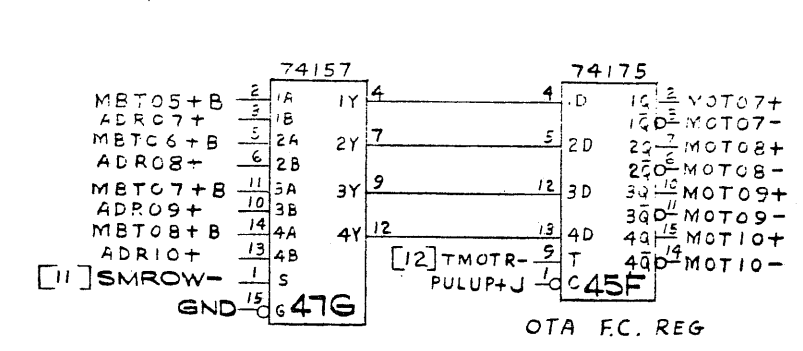 74157 74175
MBT05+B 2 1A 1Y 4 4 1D 1Q 2 MOT07+
ADR07+ 3 1B 1Q̅ 3 MOT07-
MBT06+B 5 2A 2Y 7 5 2D 2Q 7 MOT08+
ADR08+ 6 2B 2Q̅ 6 MOT08-
MBT07+B 11 3A 3Y 9 12 3D 3Q 10 MOT09+
ADR09+ 10 3B 3Q̅ 11 MOT09-
MBT08+B 14 4A 4Y 12 13 4D 4Q 15 MOT10+
ADR10+ 13 4B [12] TMOTR- 9 T 4Q̅ 14 MOT10-
[11] SMROW- 1 S PULUP+J 1 C 45F
GND 15 G 47G
OTA F.C. REG